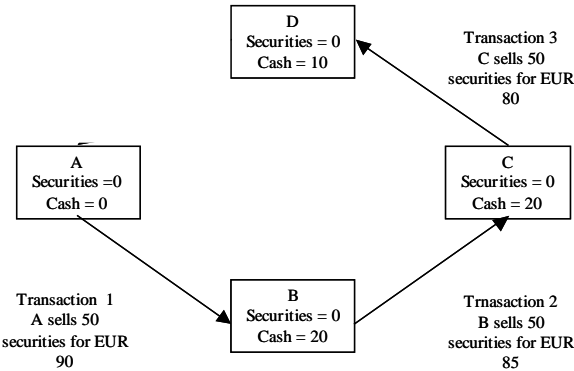 D
Securities = 0
Cash = 10
Transaction 3
C sells 50
securities for EUR
80
A
Securities =0
Cash = 0
C
Securities = 0
Cash = 20
Transaction 1
A sells 50
securities for EUR
90
B
Securities = 0
Cash = 20
Trnasaction 2
B sells 50
securities for EUR
85